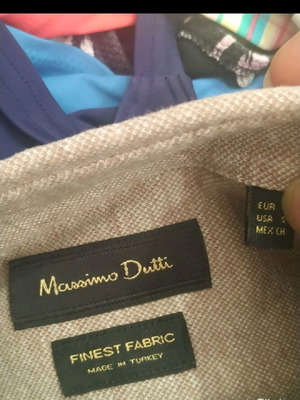 Massimo Dutti
FINEST FABRIC
MADE IN TURKEY
EUR
USA S
MEX CH